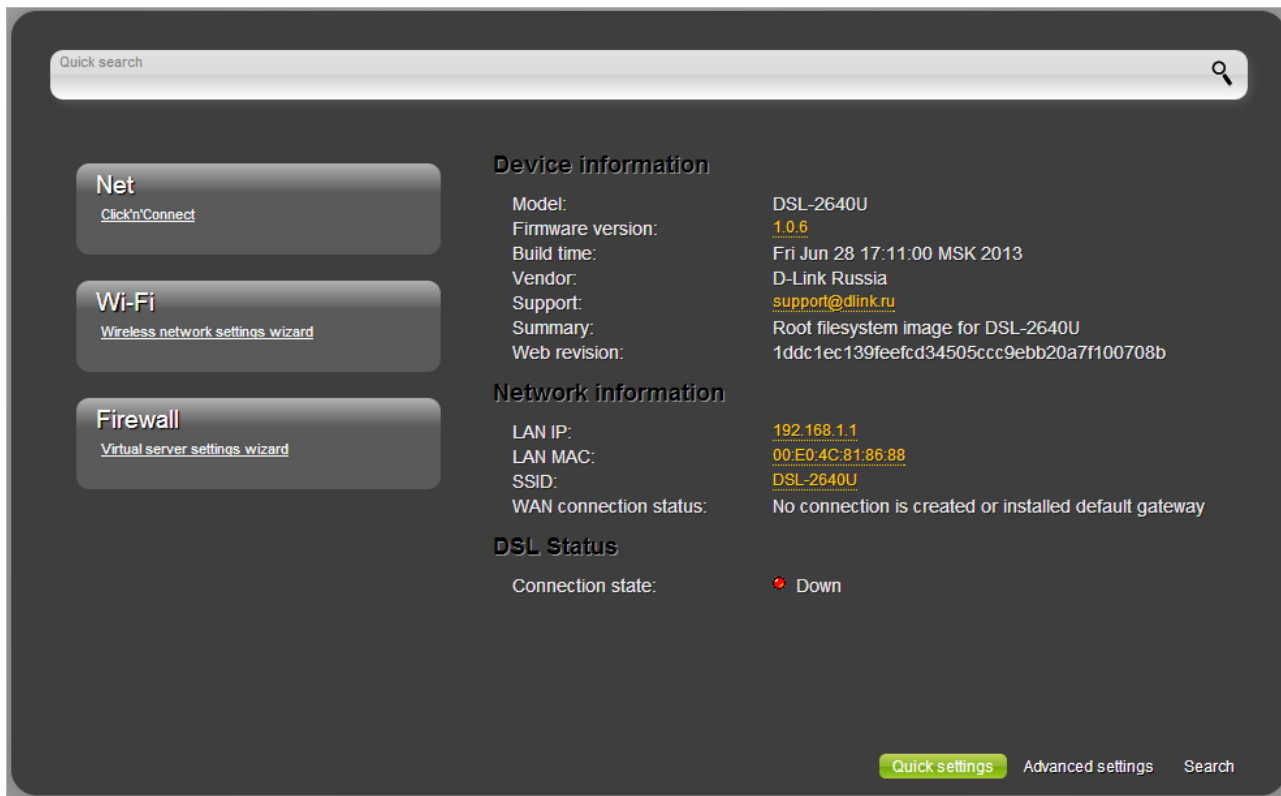 Quick search
Net
Click'n'Connect
Wi-Fi
Wireless network settings wizard
Firewall
Virtual server settings wizard
Device information
Model: DSL-2640U
Firmware version: 1.0.6
Build time: Fri Jun 28 17:11:00 MSK 2013
Vendor: D-Link Russia
Support: support@dlink.ru
Summary: Root filesystem image for DSL-2640U
Web revision: 1ddc1ec139feefcd34505ccc9ebb20a7f100708b
Network information
LAN IP: 192.168.1.1
LAN MAC: 00:E0:4C:81:86:88
SSID: DSL-2640U
WAN connection status: No connection is created or installed default gateway
DSL Status
Connection state: Down
Quick settings Advanced settings Search